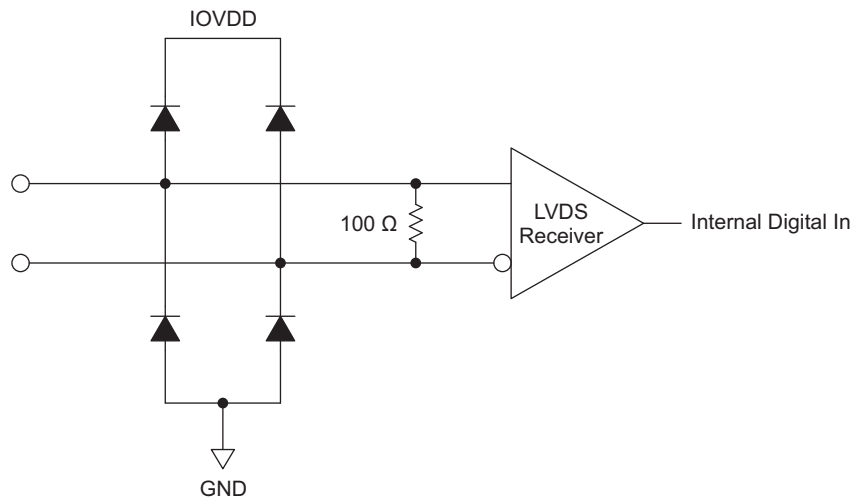 IOVDD
100 Ω
LVDS
Receiver
Internal Digital In
GND